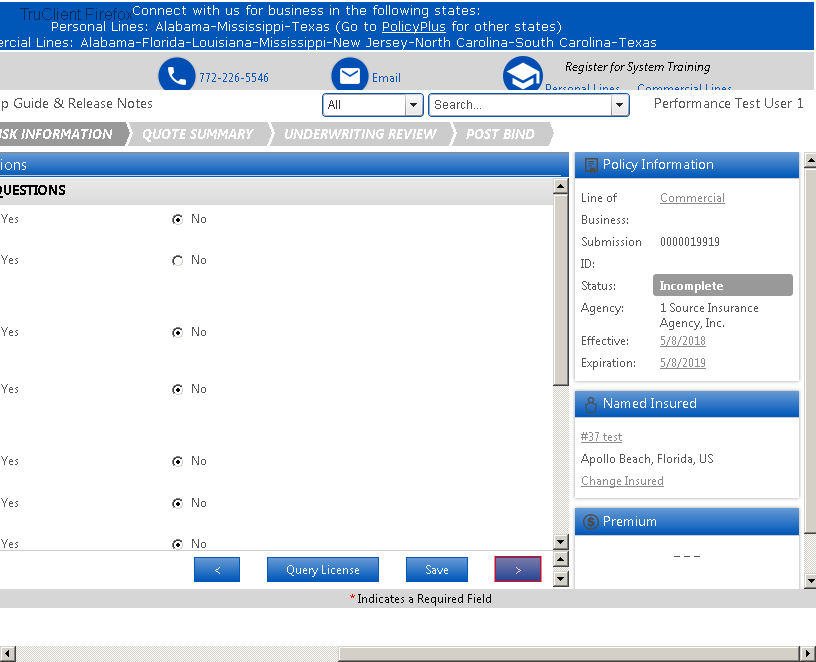 TruClient Firefox
Connect with us for business in the following states:
Personal Lines: Alabama-Mississippi-Texas (Go to PolicyPlus for other states)
ercial Lines: Alabama-Florida-Louisiana-Mississippi-New Jersey-North Carolina-South Carolina-Texas
772-226-5546
Email
Register for System Training
Personal Lines Commercial Lines
p Guide & Release Notes
All
Search...
Performance Test User 1
ISK INFORMATION
QUOTE SUMMARY
UNDERWRITING REVIEW
POST BIND
ions
QUESTIONS
Yes No
Yes No
Yes No
Yes No
Yes No
Yes No
Yes No
< Query License Save >
Policy Information
Line of Business: Commercial
Submission ID: 0000019919
Status: Incomplete
Agency: 1 Source Insurance
Agency, Inc.
Effective: 5/8/2018
Expiration: 5/8/2019
Named Insured
#37 test
Apollo Beach, Florida, US
Change Insured
Premium
– – –
* Indicates a Required Field